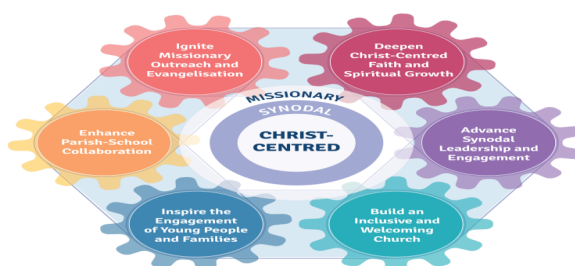 Ignite
Missionary
Outreach and
Evangelisation
Deepen
Christ-Centred
Faith and
Spiritual Growth
MISSIONARY
SYNODAL
CHRIST-
CENTRED
Enhance
Parish-School
Collaboration
Advance
Synodal
Leadership and
Engagement
Inspire the
Engagement
of Young People
and Families
Build an
Inclusive and
Welcoming
Church